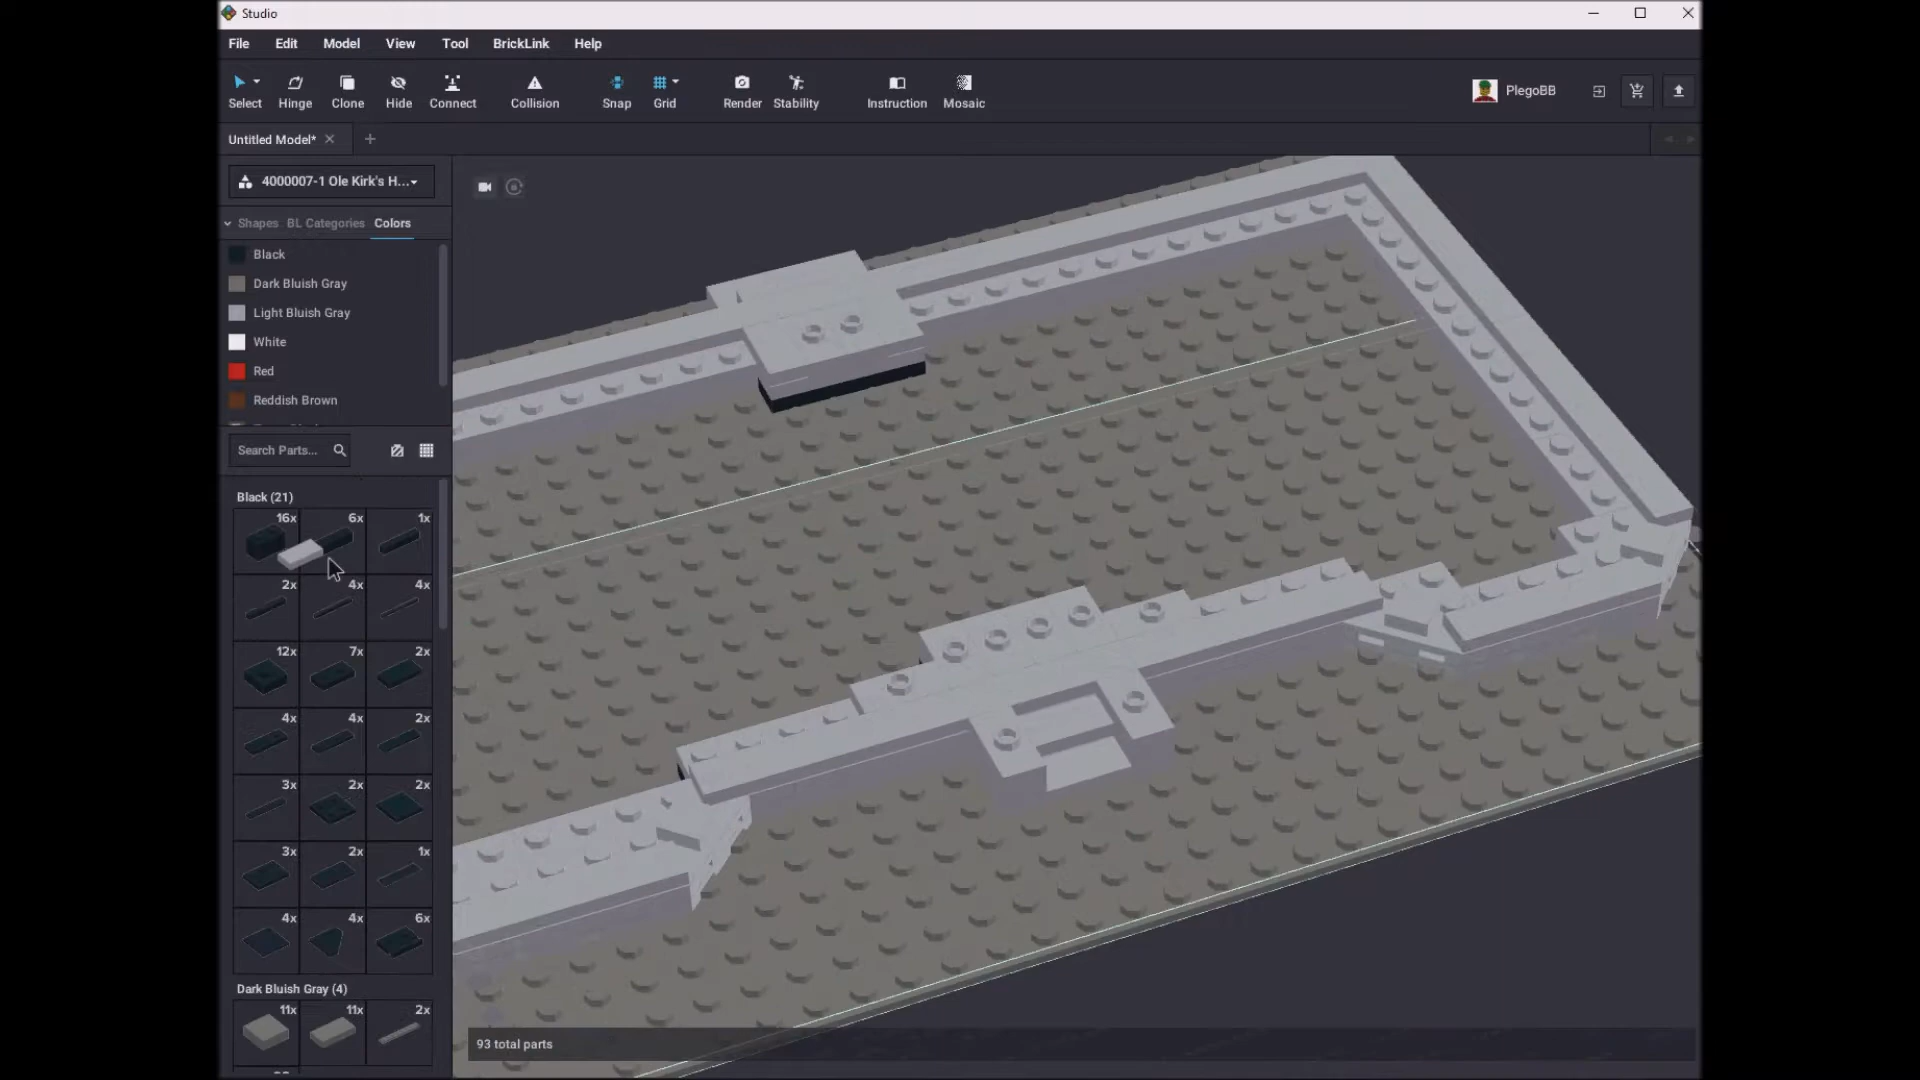 Studio
File Edit Model View Tool BrickLink Help
Select Hinge Clone Hide Connect Collision Snap Grid Render Stability Instruction Mosaic
PlegoBB
Untitled Model*
4000007-1 Ole Kirk's H...
Shapes BL Categories Colors
Black
Dark Bluish Gray
Light Bluish Gray
White
Red
Reddish Brown
Search Parts...
Black (21)
16x 6x 1x
2x 4x 4x
12x 7x 2x
4x 4x 2x
3x 2x 2x
3x 2x 1x
4x 4x 6x
Dark Bluish Gray (4)
11x 11x 2x
93 total parts